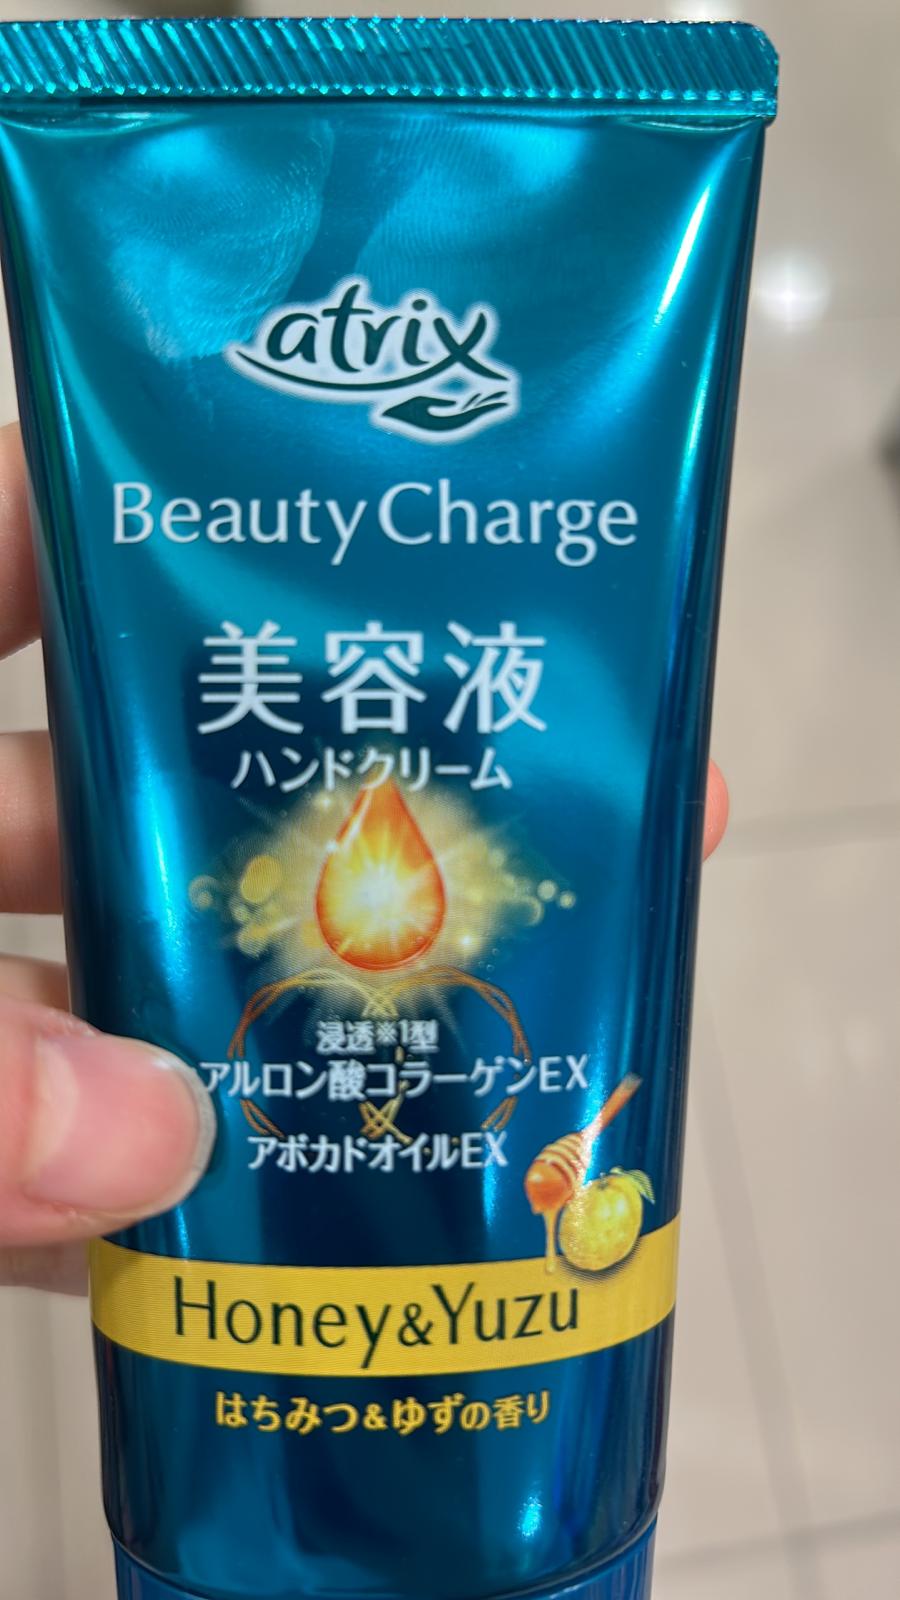 atrix
Beauty Charge
美容液
ハンドクリーム
浸透※1型
アルロン酸コラーゲンEX
アボカドオイルEX
Honey&Yuzu
はちみつ&ゆずの香り